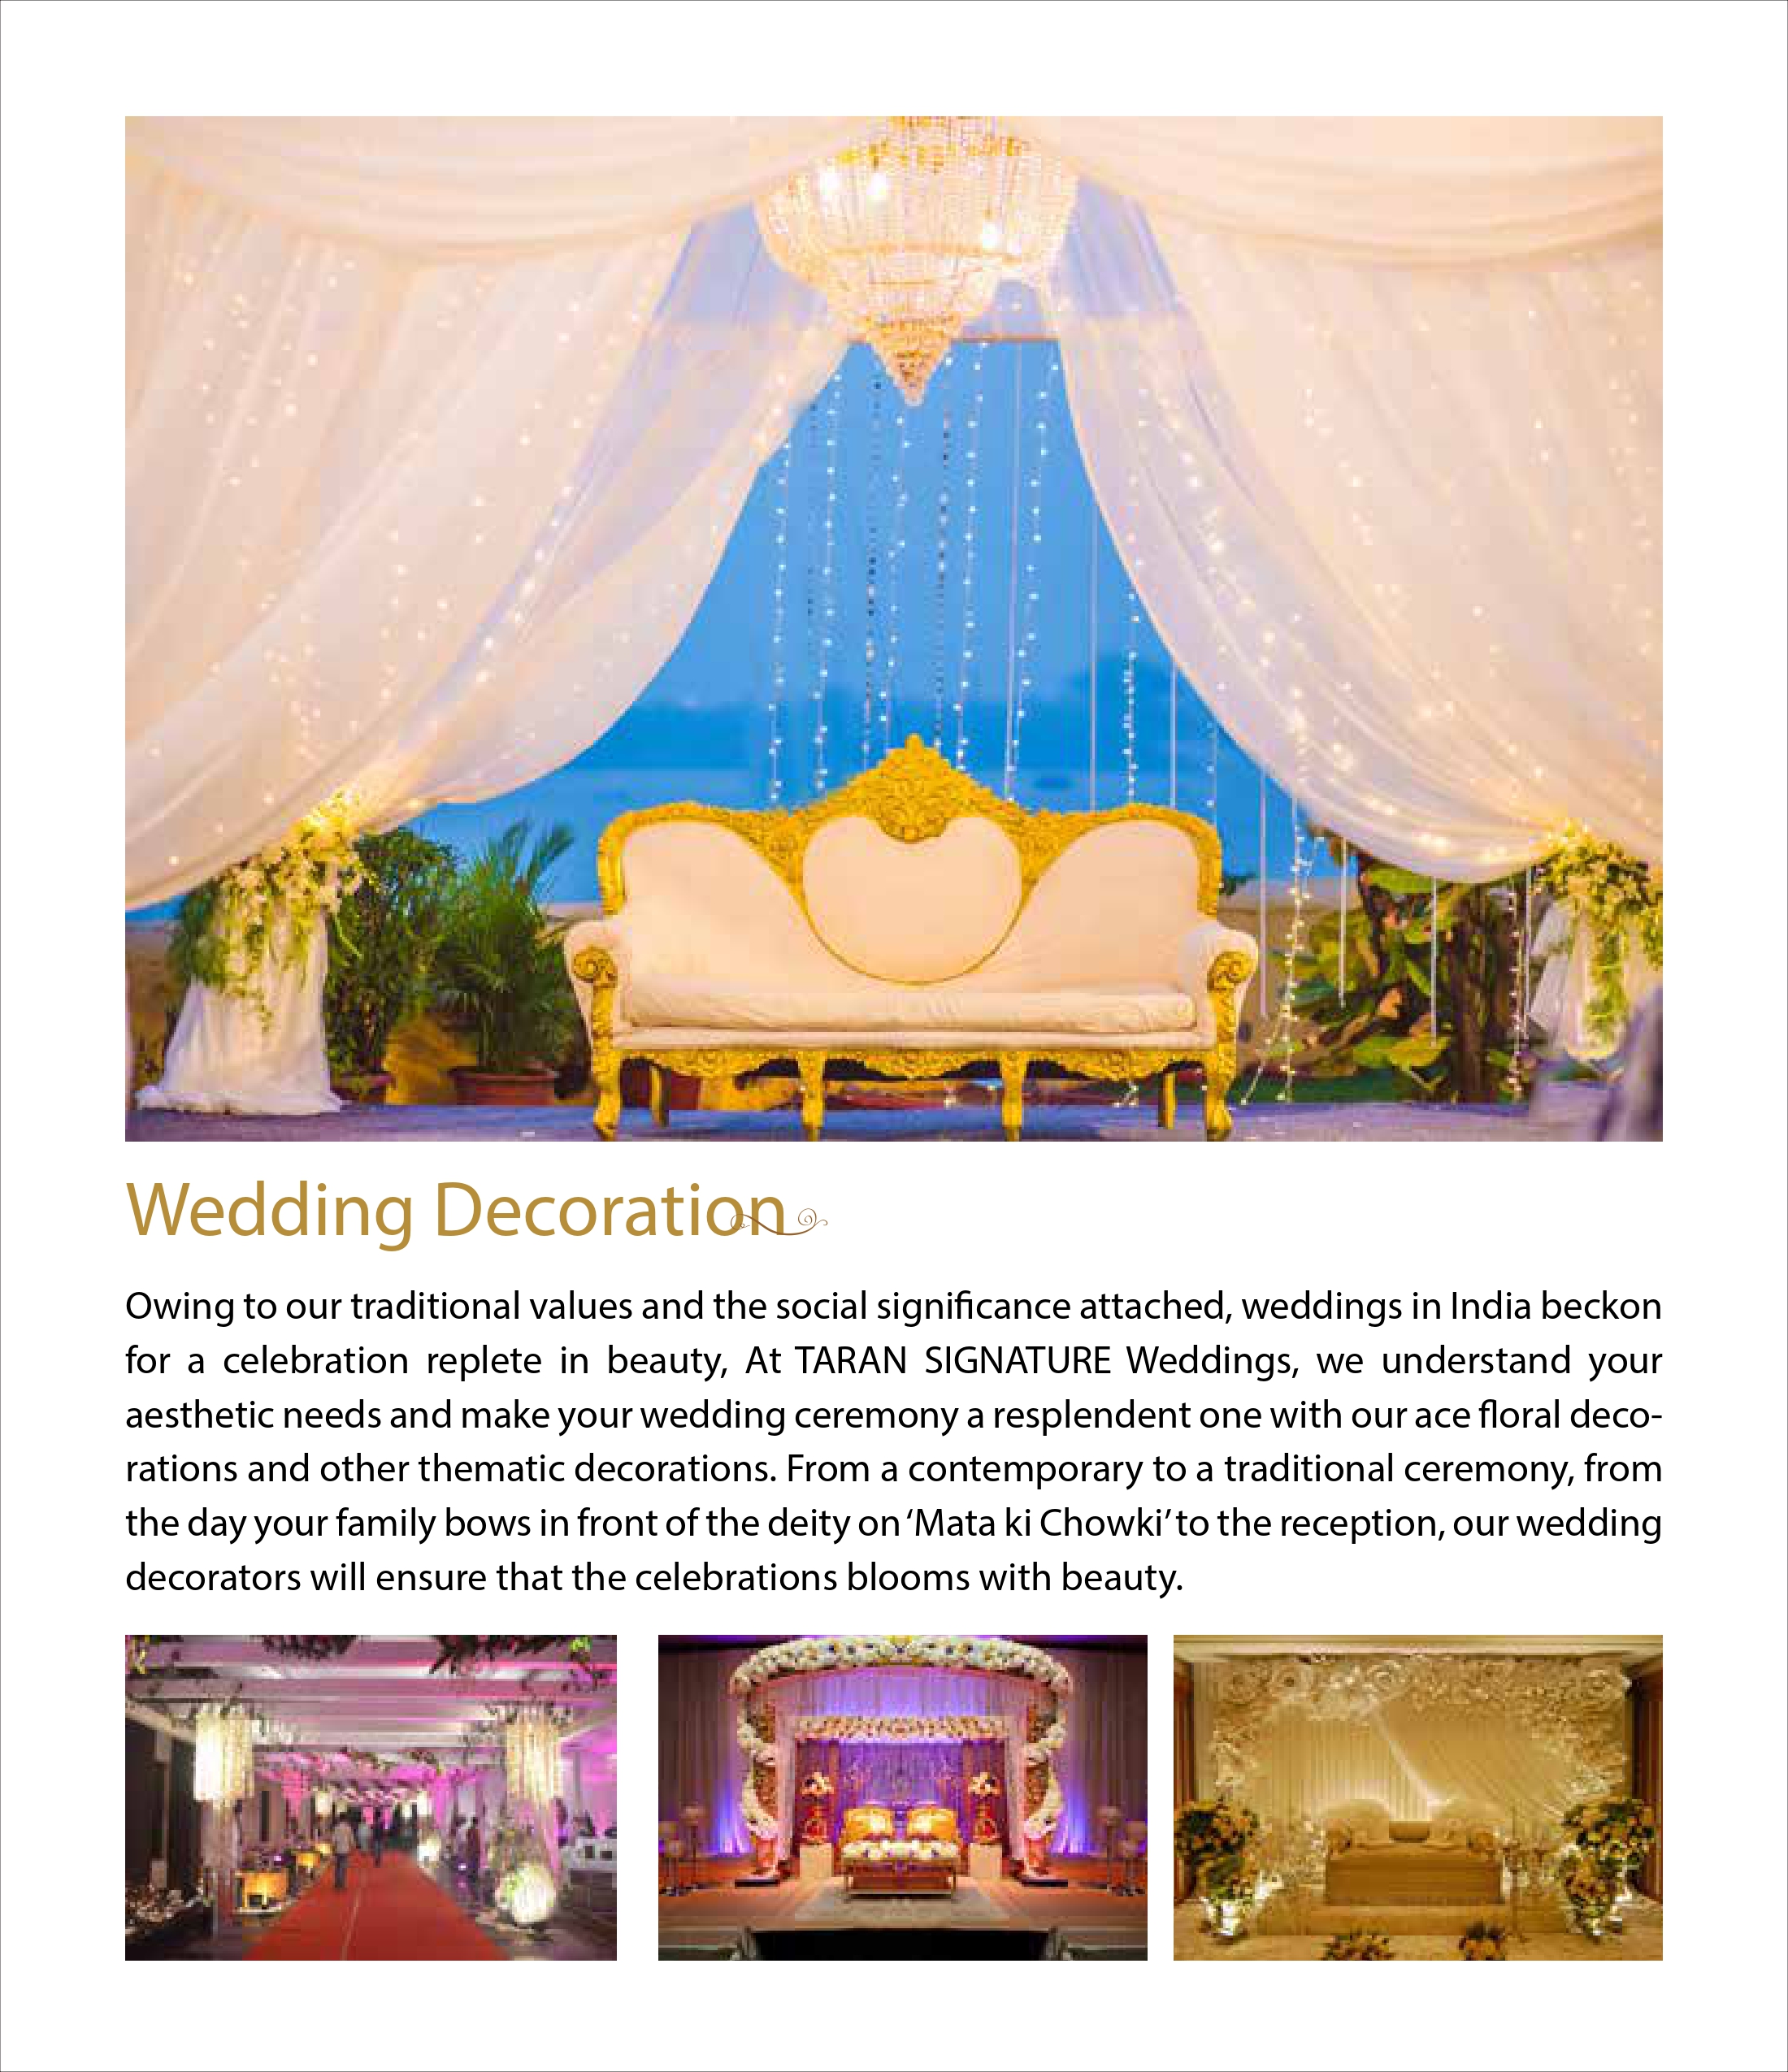 Wedding Decoration
Owing to our traditional values and the social significance attached, weddings in India beckon
for a celebration replete in beauty, At TARAN SIGNATURE Weddings, we understand your
aesthetic needs and make your wedding ceremony a resplendent one with our ace floral deco-
rations and other thematic decorations. From a contemporary to a traditional ceremony, from
the day your family bows in front of the deity on ‘Mata ki Chowki’ to the reception, our wedding
decorators will ensure that the celebrations blooms with beauty.